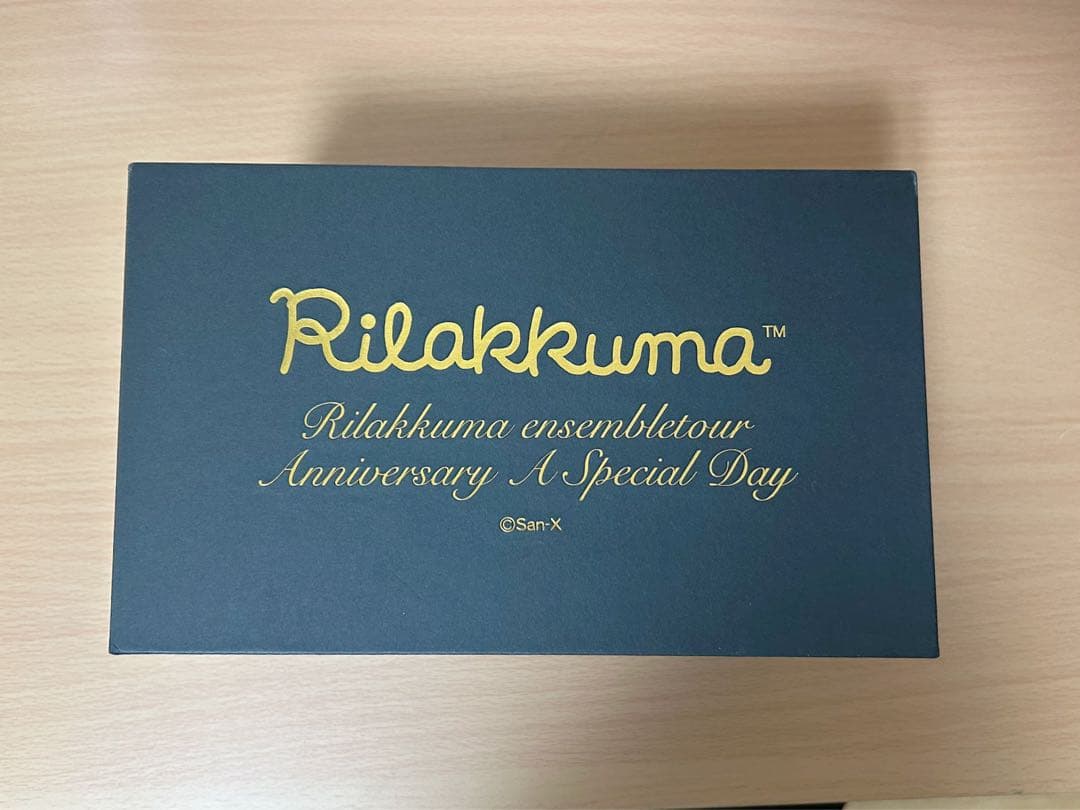 Rilakkuma™
Rilakkuma ensembletour
Anniversary A Special Day
©San-X